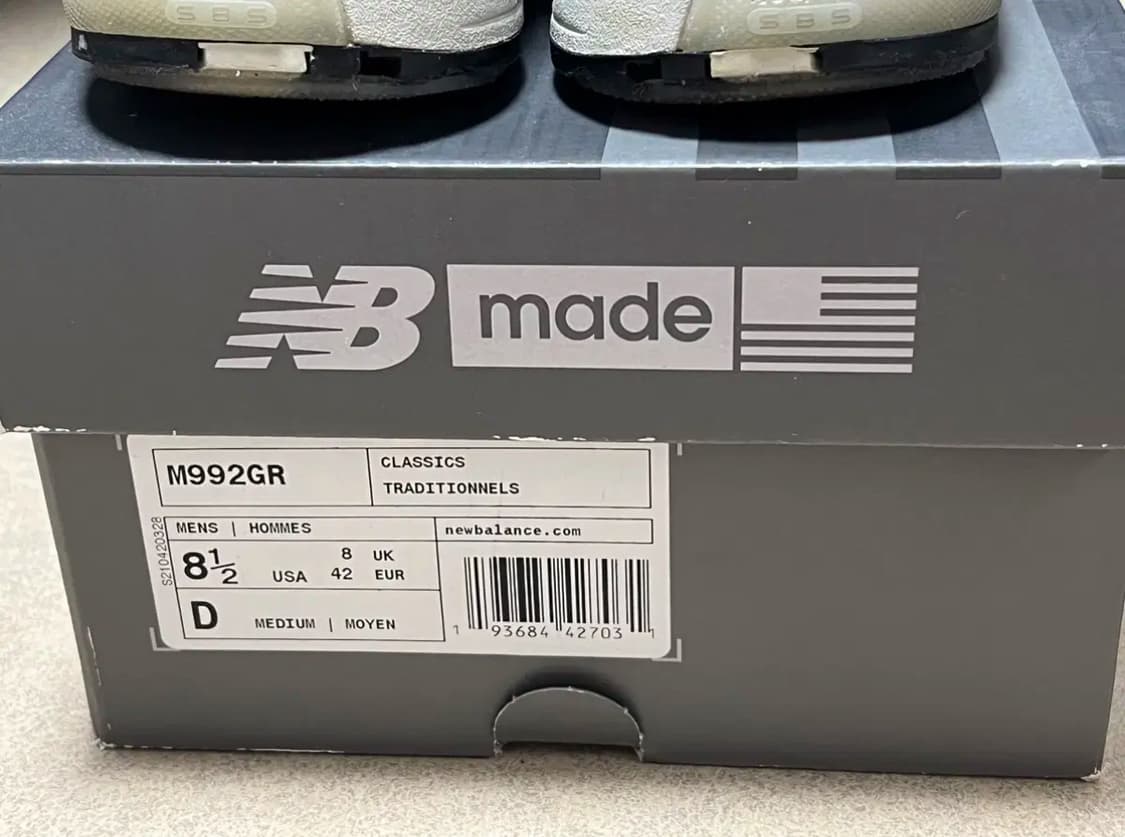 SBS SBS
NB made
M992GR
CLASSICS
TRADITIONNELS
S210420328
MENS | HOMMES
newbalance.com
8½ USA
8 UK
42 EUR
D MEDIUM | MOYEN
1 93684 42703 1